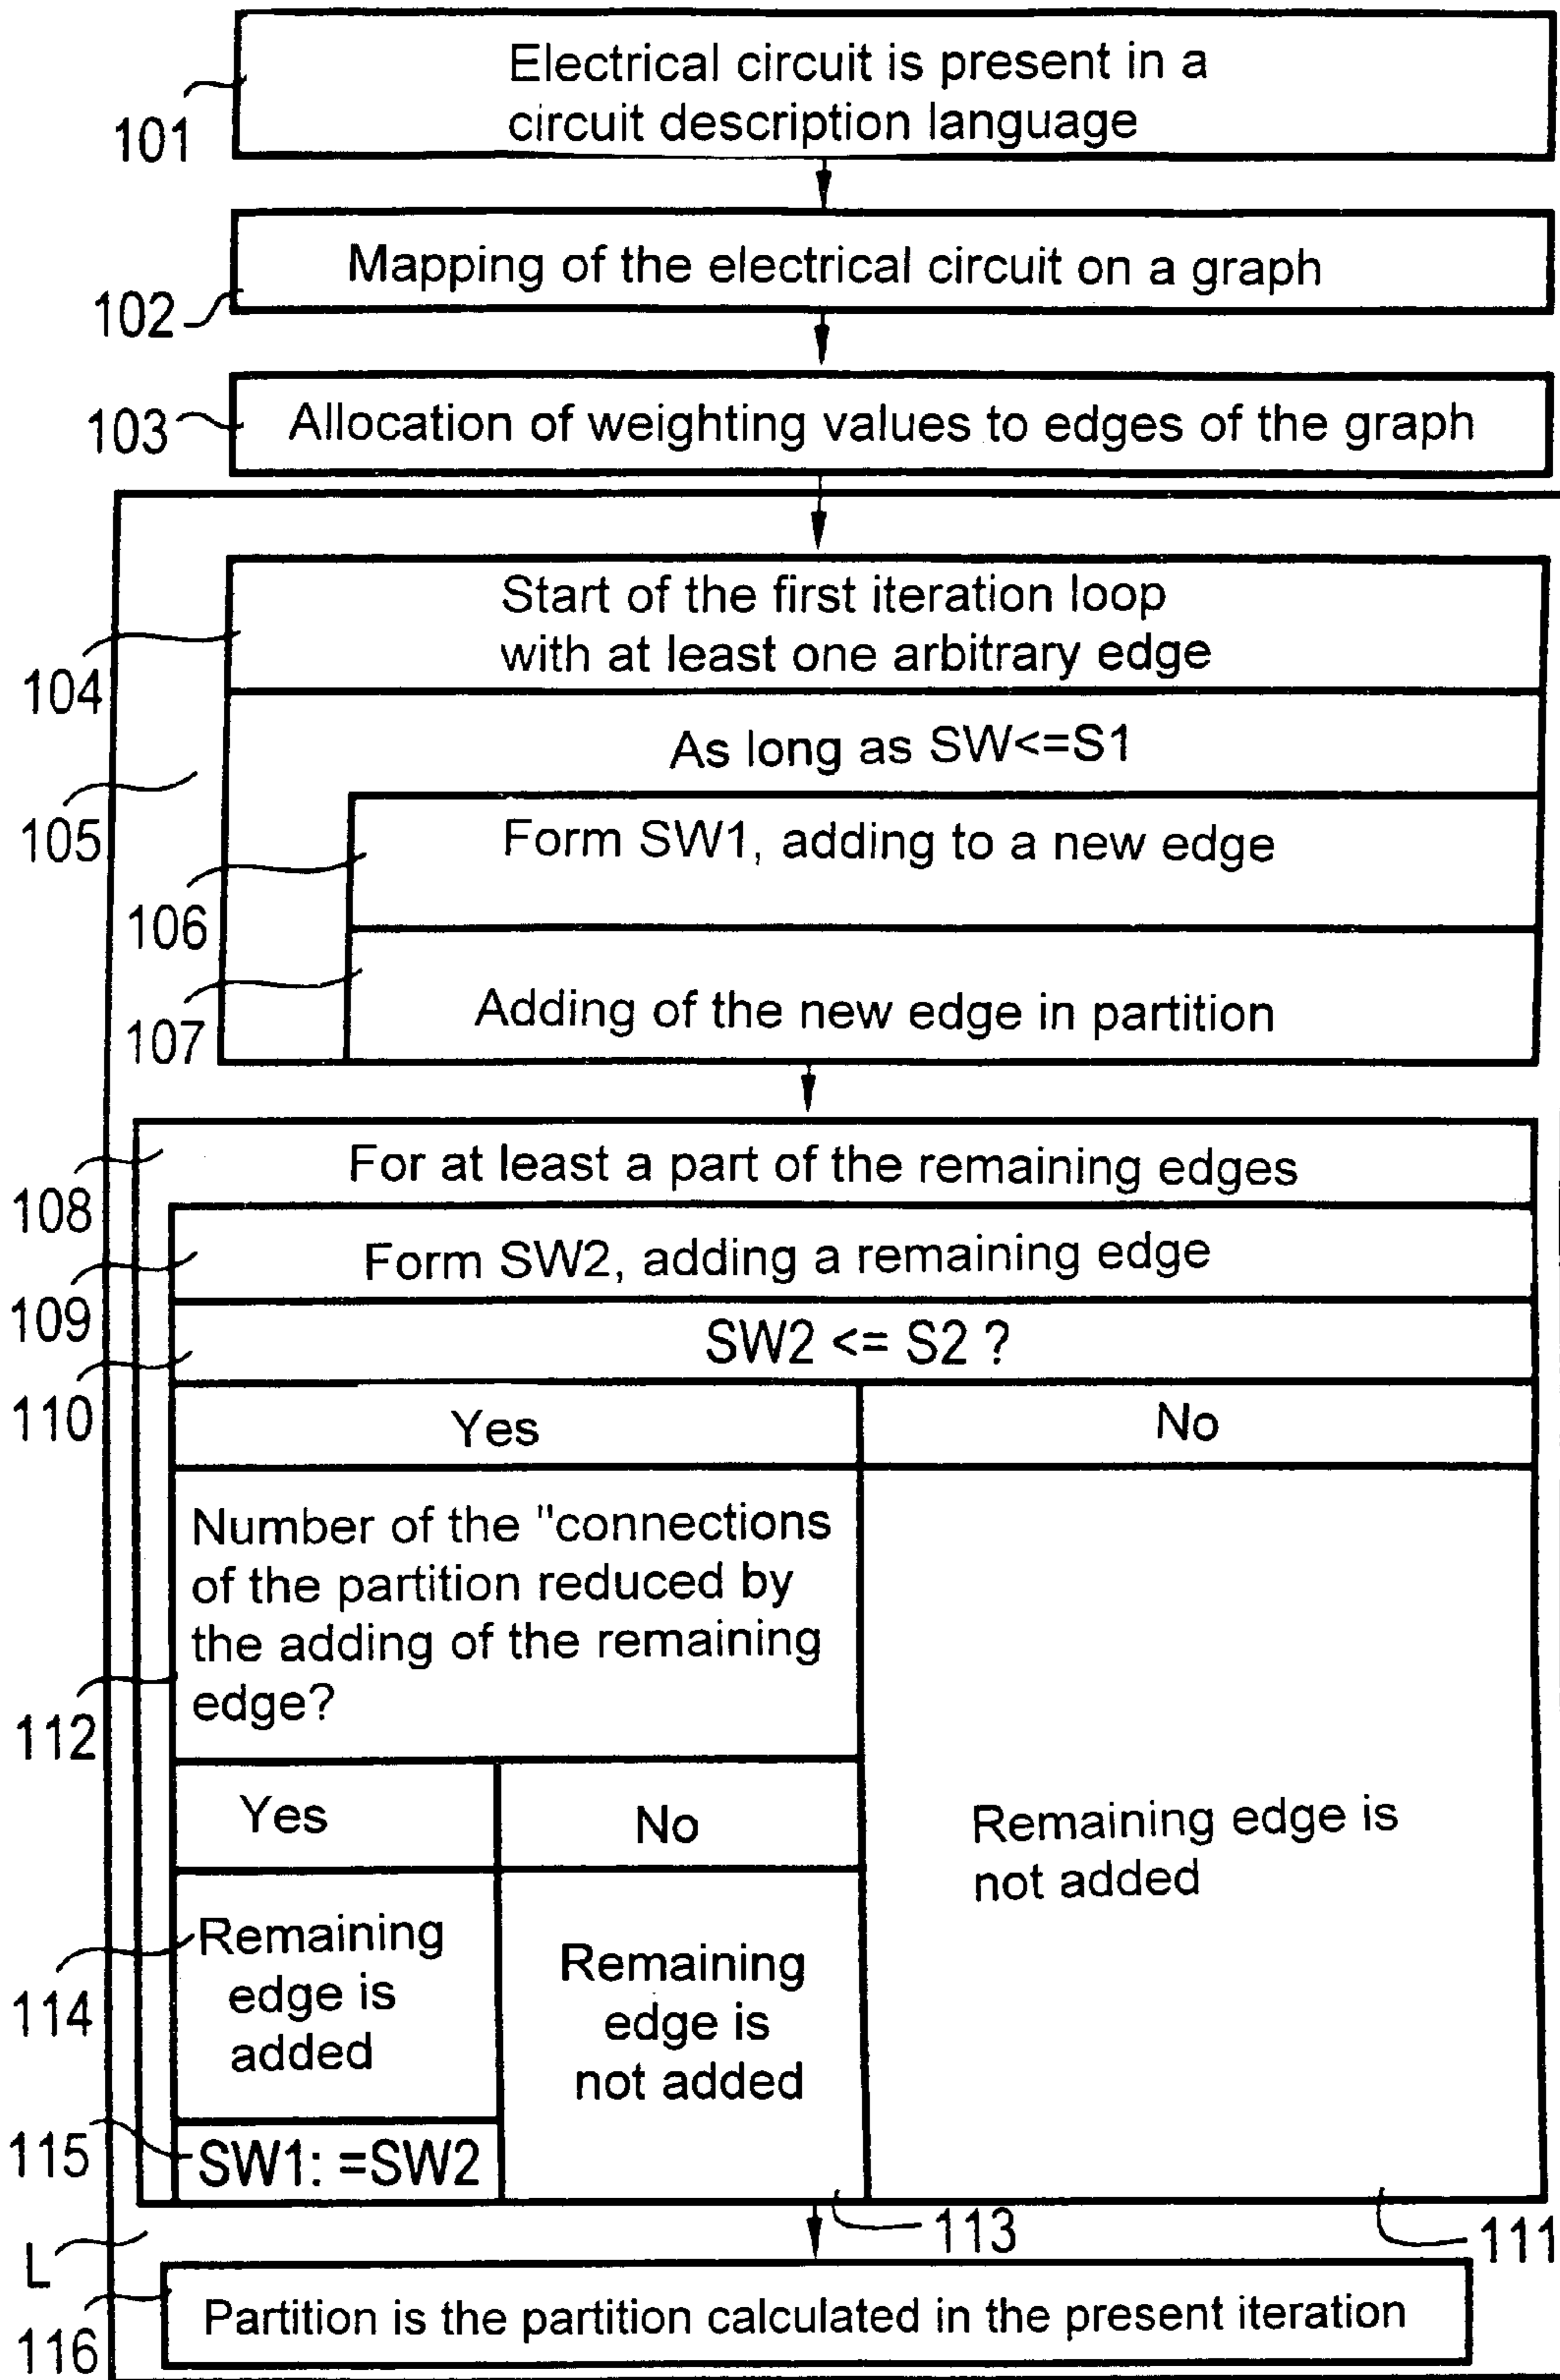 Electrical circuit is present in a
circuit description language
101
Mapping of the electrical circuit on a graph
102
103
Allocation of weighting values to edges of the graph
Start of the first iteration loop
with at least one arbitrary edge
104
As long as SW<=S1
105
Form SW1, adding to a new edge
106
Adding of the new edge in partition
107
For at least a part of the remaining edges
108
Form SW2, adding a remaining edge
109
SW2 <= S2 ?
110
Yes
No
Number of the "connections
of the partition reduced by
the adding of the remaining
edge?
112
Yes
No
Remaining edge is
not added
Remaining
edge is
added
114
Remaining
edge is
not added
115
SW1: =SW2
113
111
L
116
Partition is the partition calculated in the present iteration